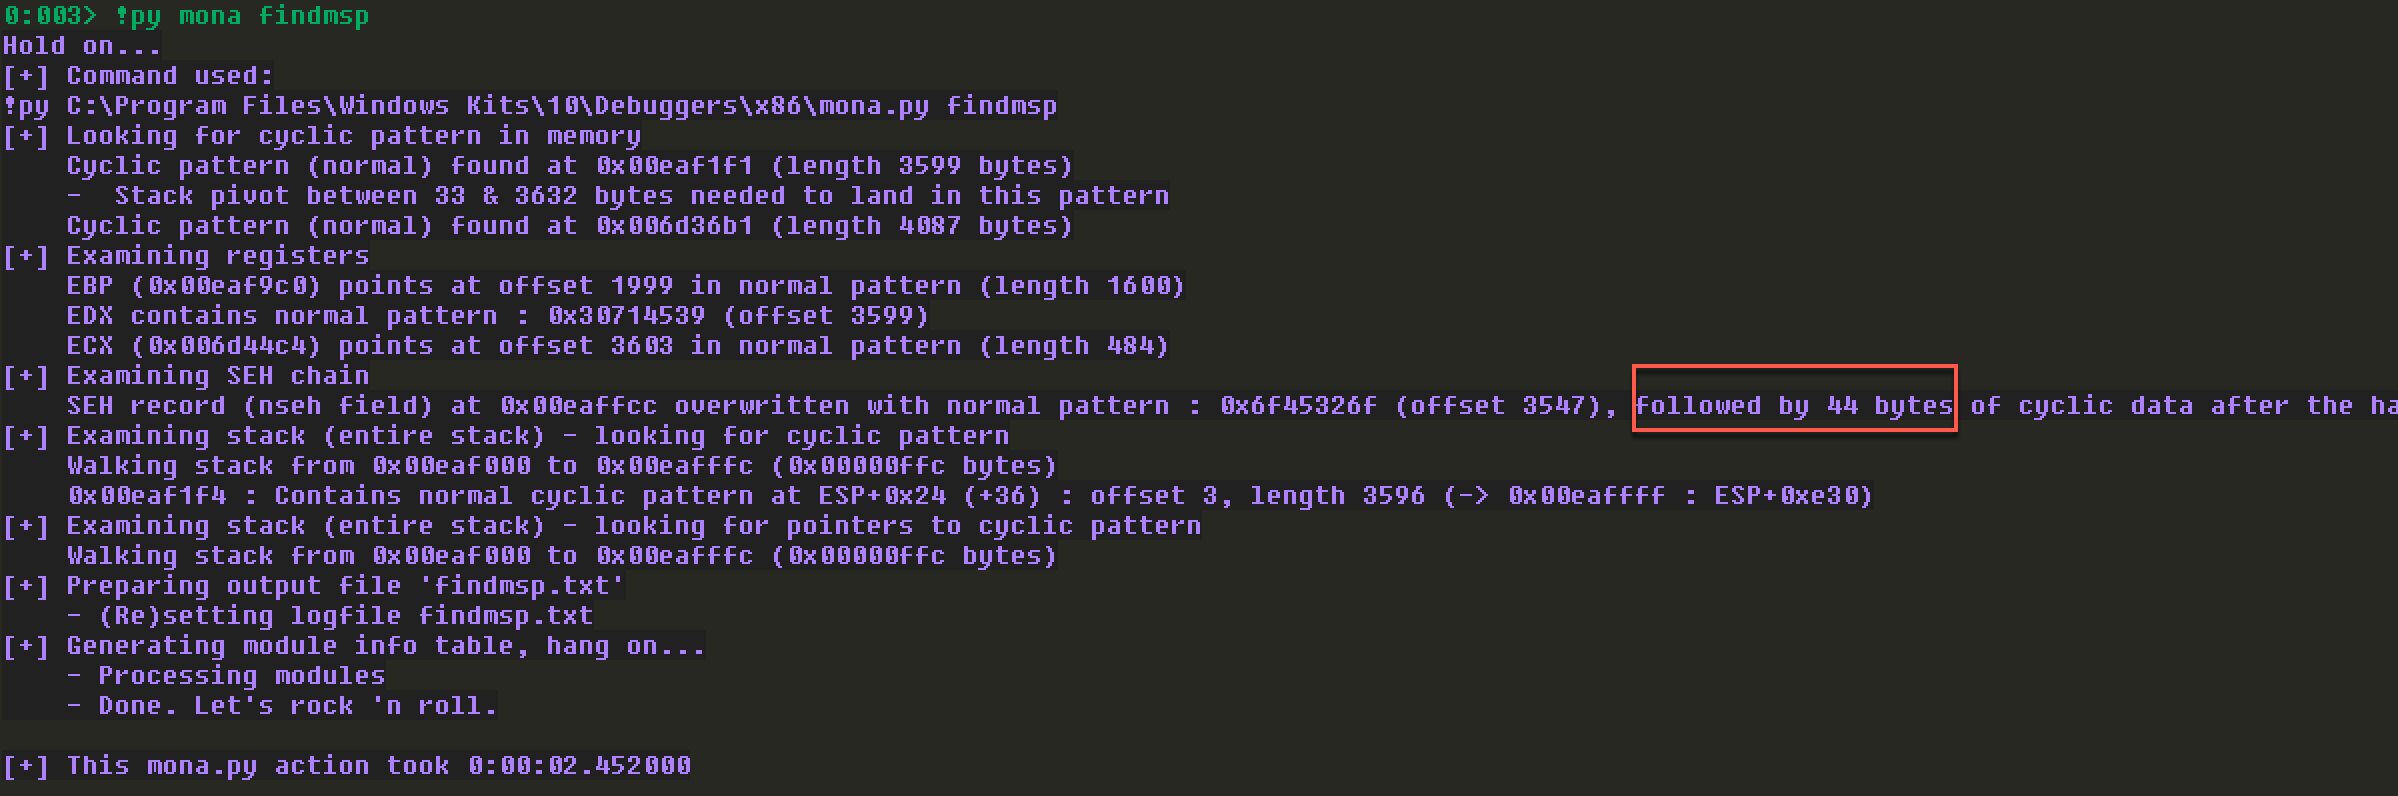 0:003> !py mona findmsp
Hold on...
[+] Command used:
!py C:\Program Files\Windows Kits\10\Debuggers\x86\mona.py findmsp
[+] Looking for cyclic pattern in memory
Cyclic pattern (normal) found at 0x00eaf1f1 (length 3599 bytes)
-  Stack pivot between 33 & 3632 bytes needed to land in this pattern
Cyclic pattern (normal) found at 0x006d36b1 (length 4087 bytes)
[+] Examining registers
EBP (0x00eaf9c0) points at offset 1999 in normal pattern (length 1600)
EDX contains normal pattern : 0x30714539 (offset 3599)
ECX (0x006d44c4) points at offset 3603 in normal pattern (length 484)
[+] Examining SEH chain
SEH record (nseh field) at 0x00eaffcc overwritten with normal pattern : 0x6f45326f (offset 3547), followed by 44 bytes of cyclic data after the ha
[+] Examining stack (entire stack) - looking for cyclic pattern
Walking stack from 0x00eaf000 to 0x00eafffc (0x00000ffc bytes)
0x00eaf1f4 : Contains normal cyclic pattern at ESP+0x24 (+36) : offset 3, length 3596 (-> 0x00eaffff : ESP+0xe30)
[+] Examining stack (entire stack) - looking for pointers to cyclic pattern
Walking stack from 0x00eaf000 to 0x00eafffc (0x00000ffc bytes)
[+] Preparing output file 'findmsp.txt'
- (Re)setting logfile findmsp.txt
[+] Generating module info table, hang on...
- Processing modules
- Done. Let's rock 'n roll.
[+] This mona.py action took 0:00:02.452000